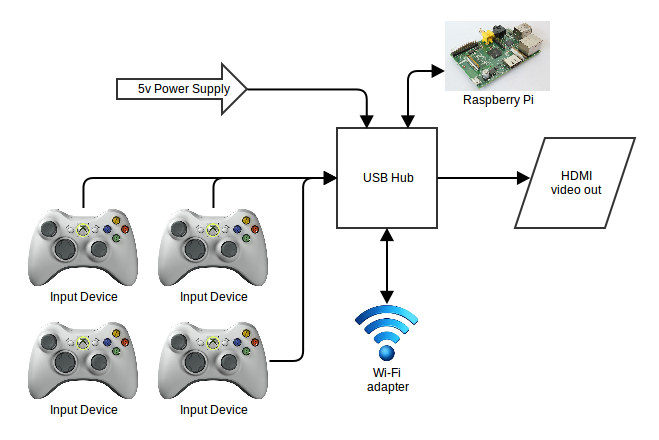 5v Power Supply
Raspberry Pi
USB Hub
HDMI
video out
Input Device
Input Device
Wi-Fi
adapter
Input Device
Input Device